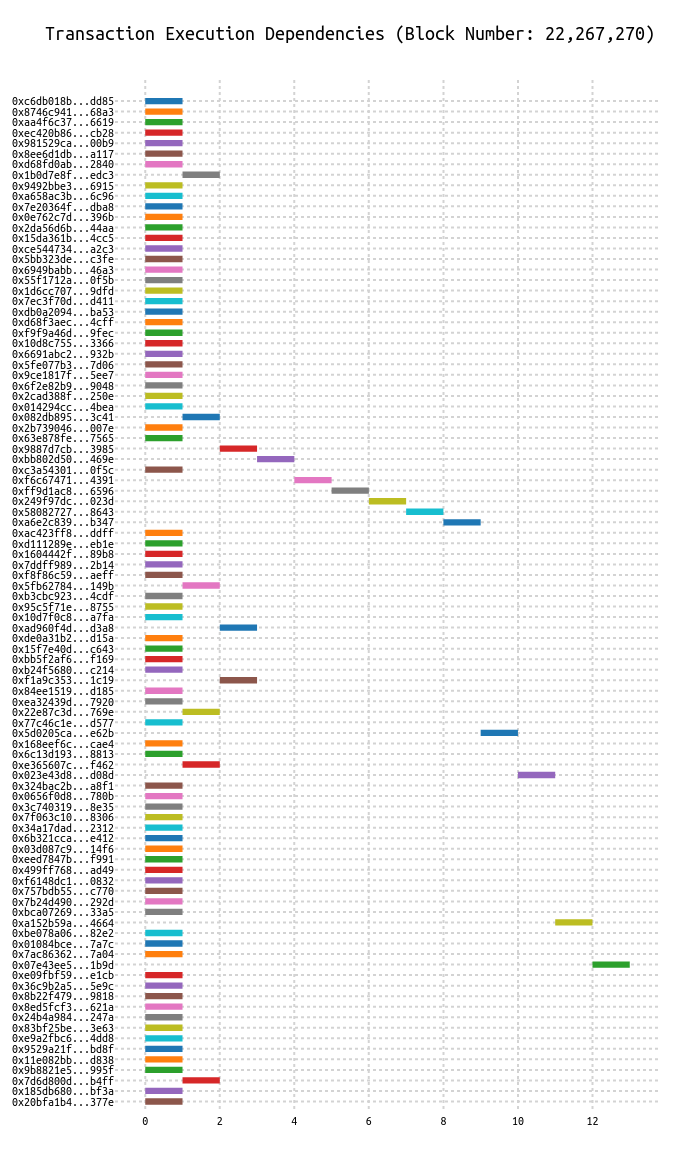 Transaction Execution Dependencies (Block Number: 22,267,270)
0xc6db018b...dd85
0x8746c941...68a3
0xaa4f6c37...6619
0xec420b86...cb28
0x981529ca...00b9
0x8ee6d1db...a117
0xd68fd0ab...2840
0x1b0d7e8f...edc3
0x9492bbe3...6915
0xa658ac3b...6c96
0x7e20364f...dba8
0x0e762c7d...396b
0x2da56d6b...44aa
0x15da361b...4cc5
0xce544734...a2c3
0x5bb323de...c3fe
0x6949babb...46a3
0x55f1712a...0f5b
0x1d6cc707...9dfd
0x7ec3f70d...d411
0xdb0a2094...ba53
0xd68f3aec...4cff
0xf9f9a46d...9fec
0x10d8c755...3366
0x6691abc2...932b
0x5fe077b3...7d06
0x9ce1817f...5ee7
0x6f2e82b9...9048
0x2cad388f...250e
0x014294cc...4bea
0x082db895...3c41
0x2b739046...007e
0x63e878fe...7565
0x9887d7cb...3985
0xbb802d50...469e
0xc3a54301...0f5c
0xf6c67471...4391
0xff9d1ac8...6596
0x249f97dc...023d
0x58082727...8643
0xa6e2c839...b347
0xac423ff8...ddff
0xd111289e...eb1e
0x1604442f...89b8
0x7ddff989...2b14
0xf8f86c59...aeff
0x5fb62784...149b
0xb3cbc923...4cdf
0x95c5f71e...8755
0x10d7f0c8...a7fa
0xad960f4d...d3a8
0xde0a31b2...d15a
0x15f7e40d...c643
0xbb5f2af6...f169
0xb24f5680...c214
0xf1a9c353...1c19
0x84ee1519...d185
0xea32439d...7920
0x22e87c3d...769e
0x77c46c1e...d577
0x5d0205ca...e62b
0x168eef6c...cae4
0x6c13d193...8813
0xe365607c...f462
0x023e43d8...d08d
0x324bac2b...a8f1
0x0656f0d8...780b
0x3c740319...8e35
0x7f063c10...8306
0x34a17dad...2312
0x6b321cca...e412
0x03d087c9...14f6
0xeed7847b...f991
0x499ff768...ad49
0xf6148dc1...0832
0x757bdb55...c770
0x7b24d490...292d
0xbca07269...33a5
0xa152b59a...4664
0xbe078a06...82e2
0x01084bce...7a7c
0x7ac86362...7a04
0x07e43ee5...1b9d
0xe09fbf59...e1cb
0x36c9b2a5...5e9c
0x8b22f479...9818
0x8ed5fcf3...621a
0x24b4a984...247a
0x83bf25be...3e63
0xe9a2fbc6...4dd8
0x9529a21f...bd8f
0x11e082bb...d838
0x9b8821e5...995f
0x7d6d800d...b4ff
0x185db680...bf3a
0x20bfa1b4...377e
0 2 4 6 8 10 12